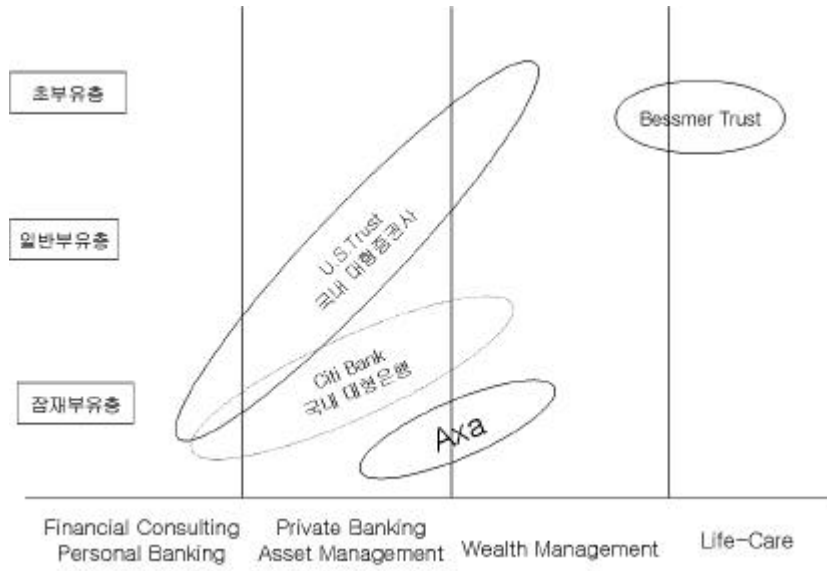 초부유층
Bessmer Trust
일반부유층
U.S.Trust
국내 대형증권사
Citi Bank
국내 대형은행
잠재부유층
Axa
Financial Consulting
Personal Banking
Private Banking
Asset Management
Wealth Management
Life-Care